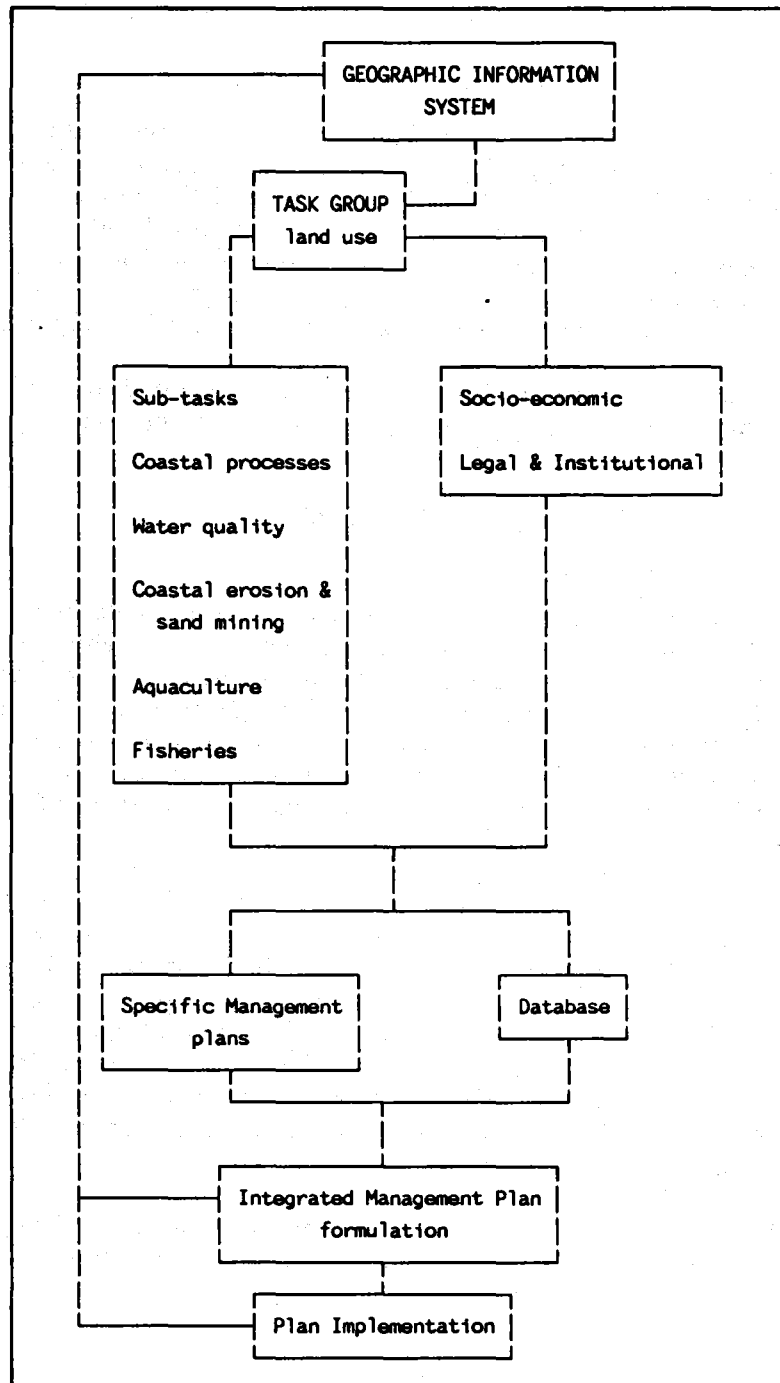 GEOGRAPHIC INFORMATION
SYSTEM
TASK GROUP
land use
Sub-tasks
Coastal processes
Water quality
Coastal erosion &
sand mining
Aquaculture
Fisheries
Socio-economic
Legal & Institutional
Specific Management
plans
Database
Integrated Management Plan
formulation
Plan Implementation